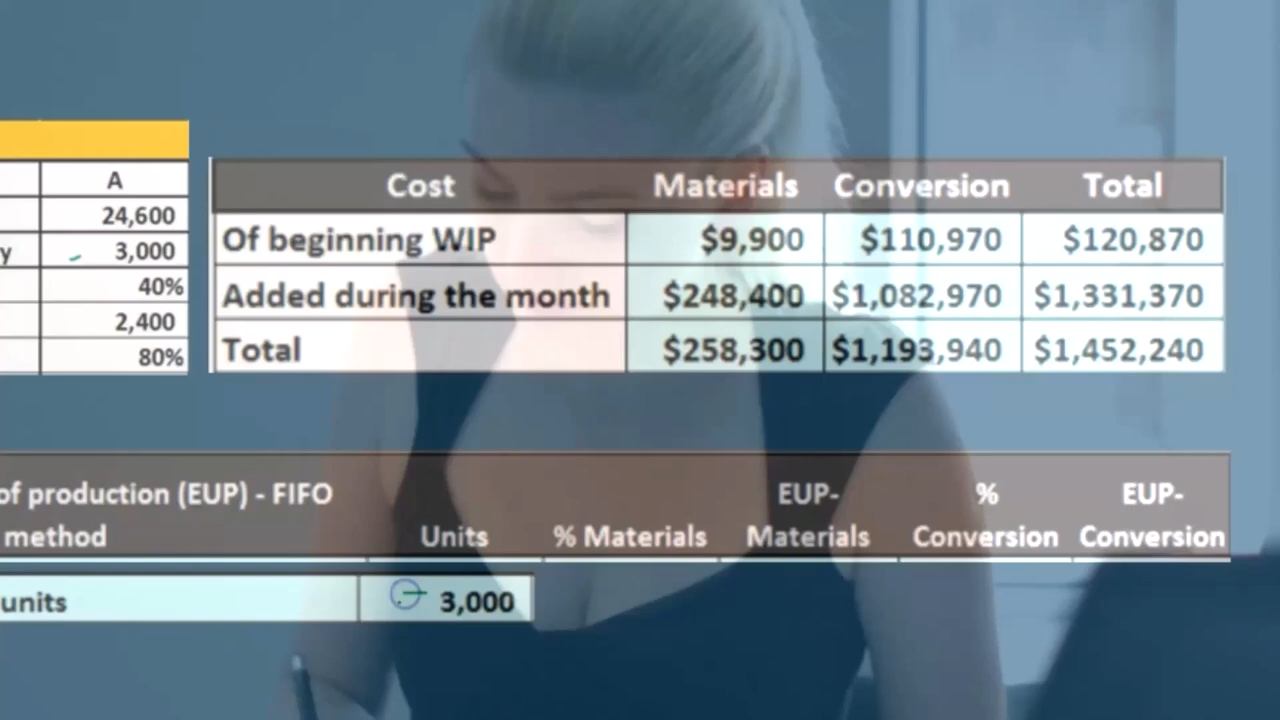 A
24,600
y 3,000
40%
2,400
80%
Cost Materials Conversion Total
Of beginning WIP $9,900 $110,970 $120,870
Added during the month $248,400 $1,082,970 $1,331,370
Total $258,300 $1,193,940 $1,452,240
of production (EUP) - FIFO EUP- % EUP-
method Units % Materials Materials Conversion Conversion
units 3,000